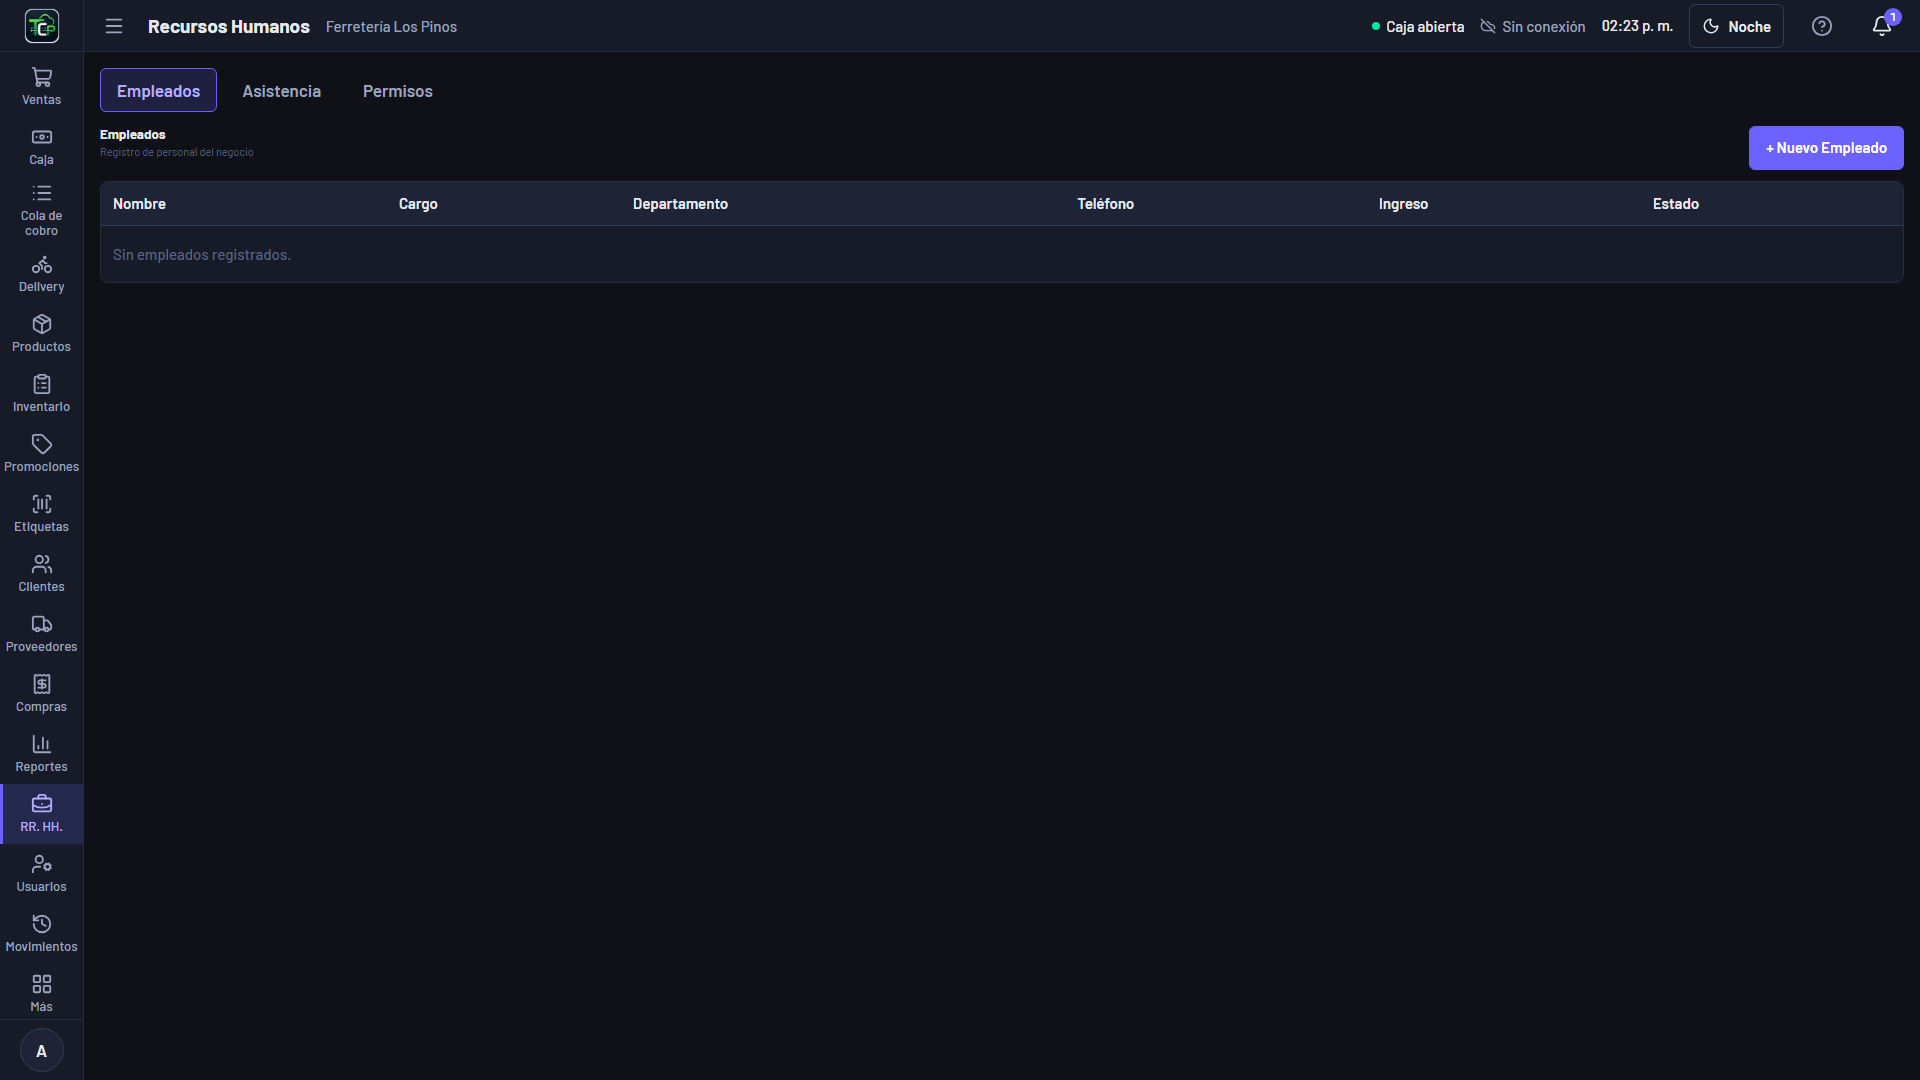 TCP
Recursos Humanos
Ferretería Los Pinos
Caja abierta
Sin conexión
02:23 p. m.
Noche
1
Ventas
Caja
Cola de
cobro
Delivery
Productos
Inventario
Promociones
Etiquetas
Clientes
Proveedores
Compras
Reportes
RR. HH.
Usuarios
Movimientos
Más
A
Empleados
Asistencia
Permisos
Empleados
Registro de personal del negocio
+ Nuevo Empleado
Nombre
Cargo
Departamento
Teléfono
Ingreso
Estado
Sin empleados registrados.